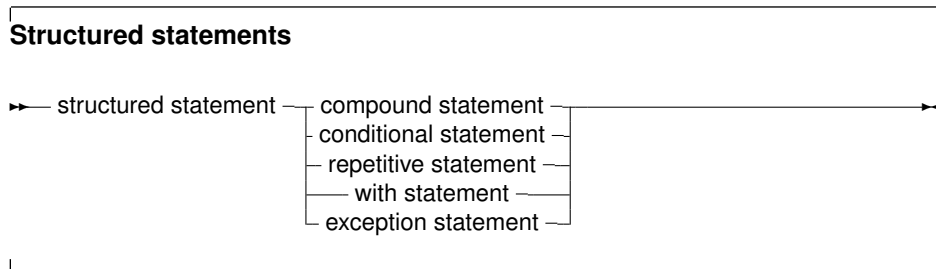 Structured statements
structured statement compound statement
conditional statement
repetitive statement
with statement
exception statement